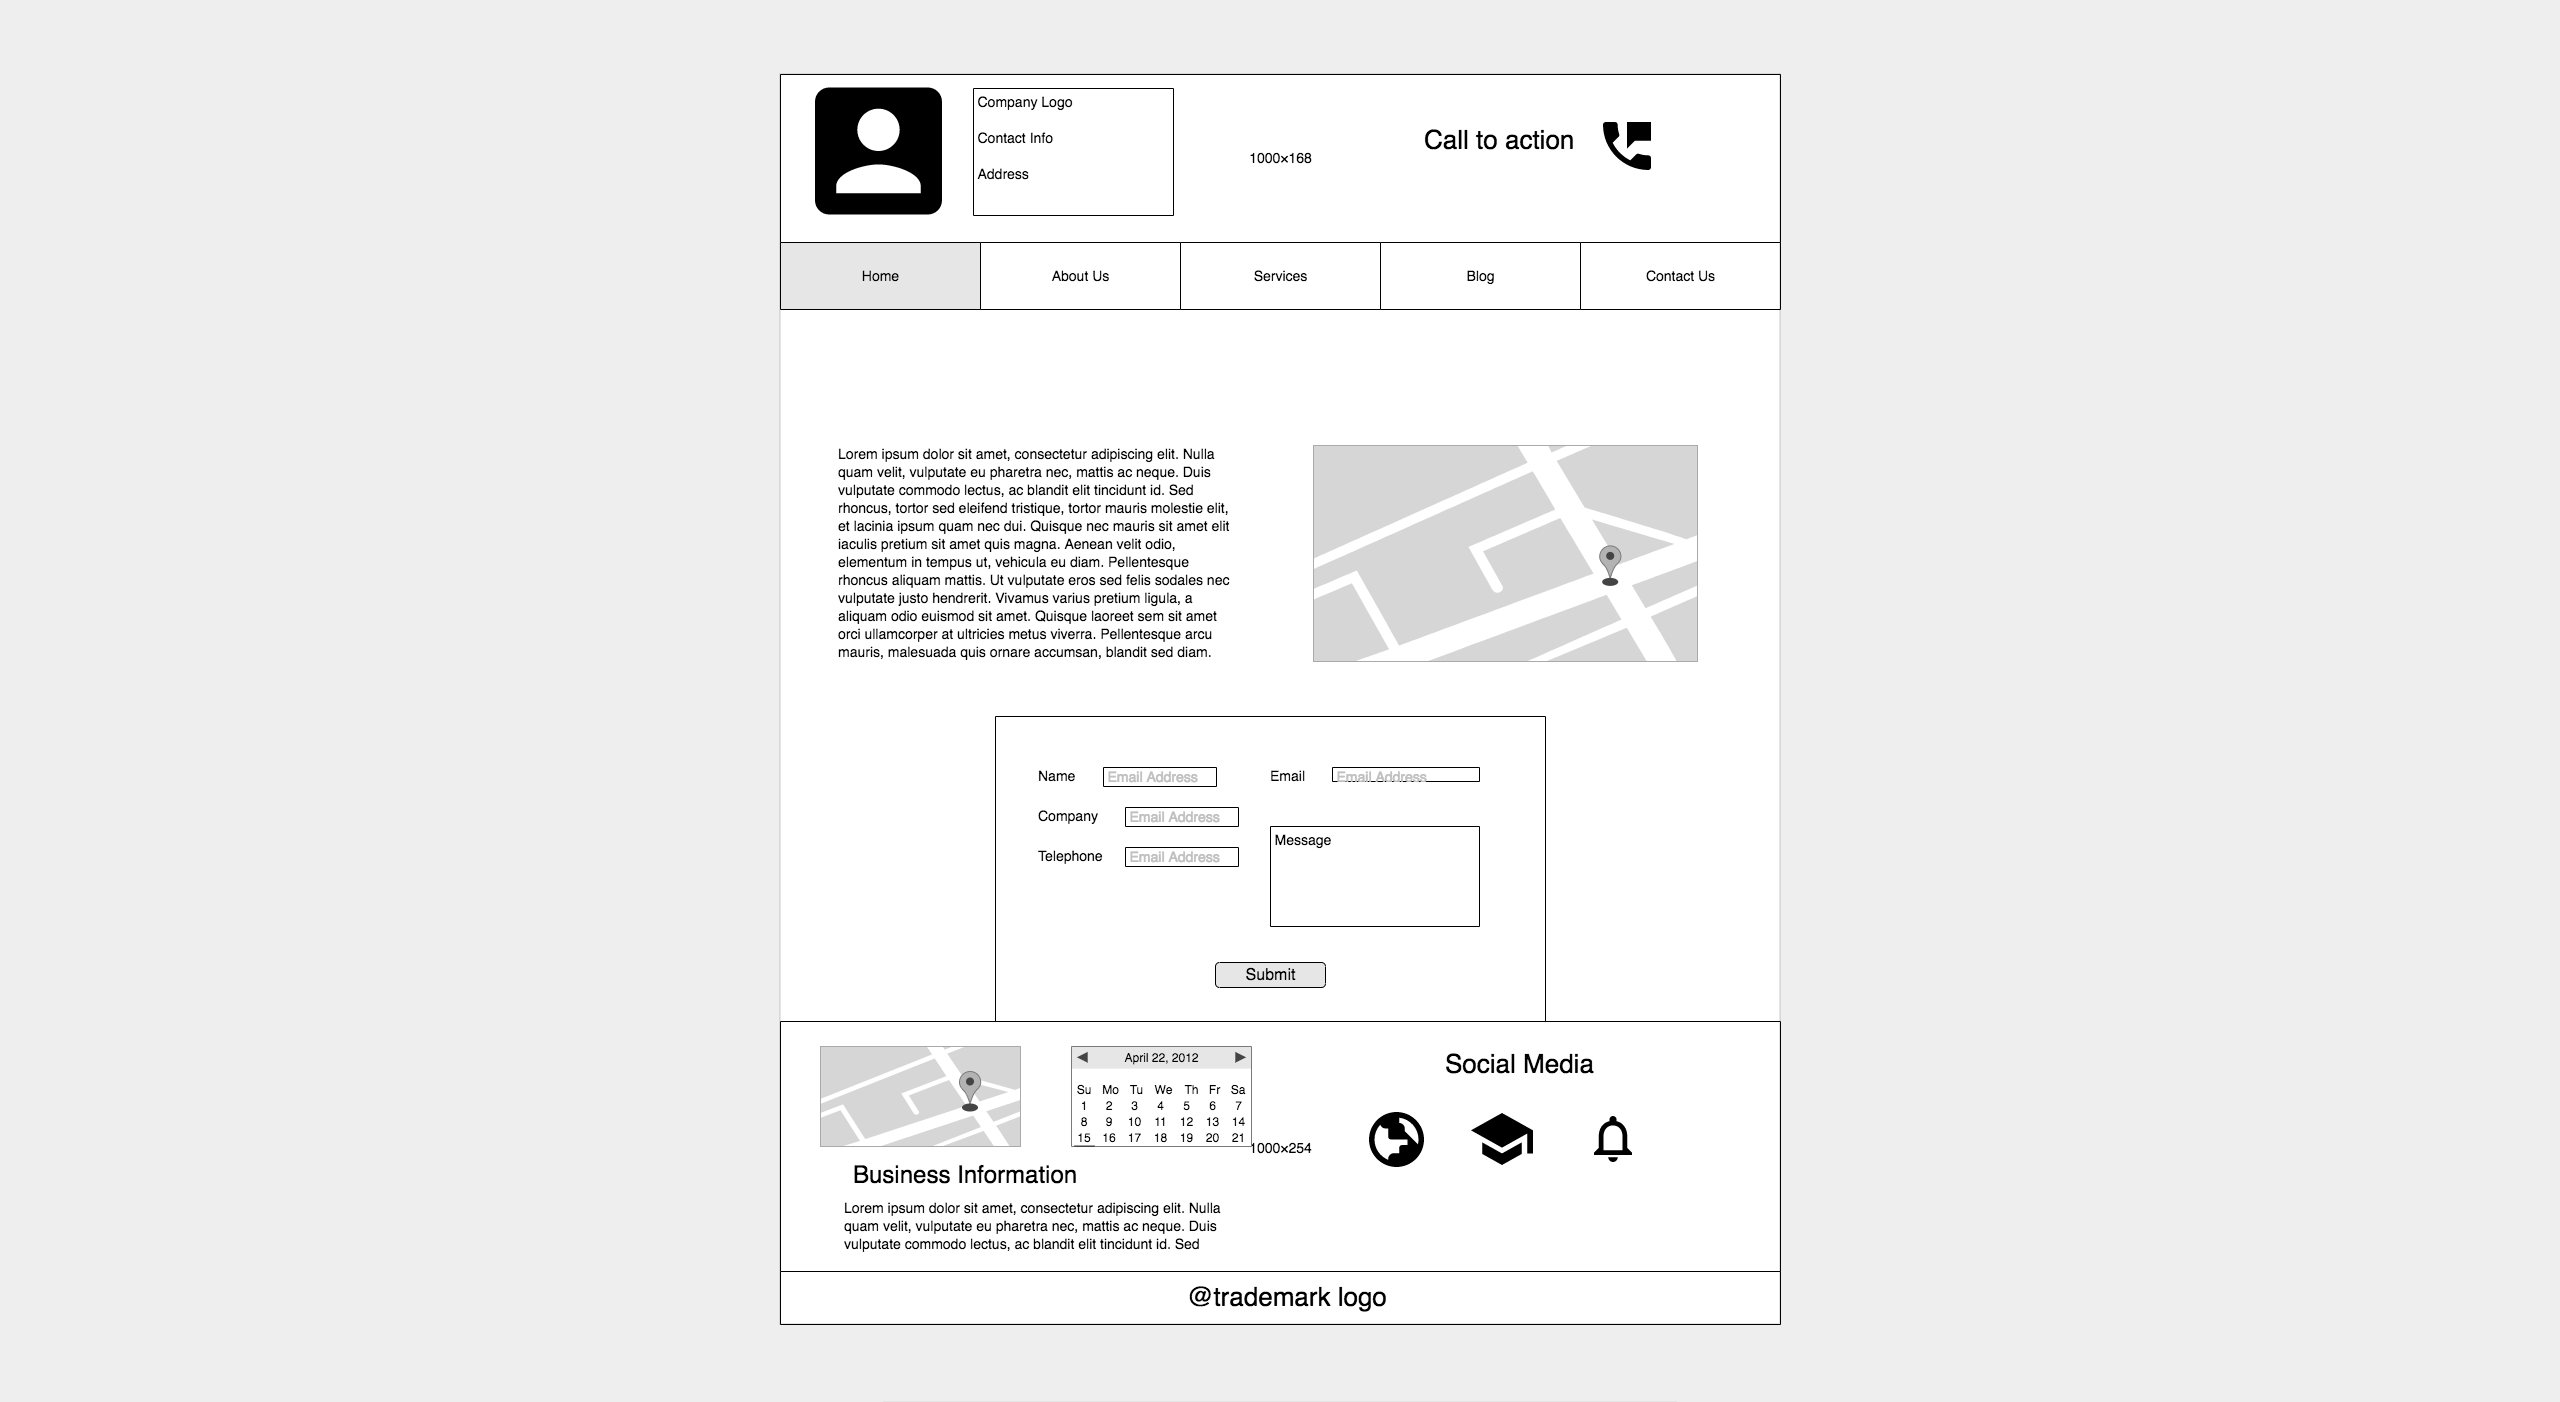 Company Logo
Contact Info
Address
1000×168
Call to action
Home
About Us
Services
Blog
Contact Us
Lorem ipsum dolor sit amet, consectetur adipiscing elit. Nulla
quam velit, vulputate eu pharetra nec, mattis ac neque. Duis
vulputate commodo lectus, ac blandit elit tincidunt id. Sed
rhoncus, tortor sed eleifend tristique, tortor mauris molestie elit,
et lacinia ipsum quam nec dui. Quisque nec mauris sit amet elit
iaculis pretium sit amet quis magna. Aenean velit odio,
elementum in tempus ut, vehicula eu diam. Pellentesque
rhoncus aliquam mattis. Ut vulputate eros sed felis sodales nec
vulputate justo hendrerit. Vivamus varius pretium ligula, a
aliquam odio euismod sit amet. Quisque laoreet sem sit amet
orci ullamcorper at ultricies metus viverra. Pellentesque arcu
mauris, malesuada quis ornare accumsan, blandit sed diam.
Name Email Address
Email Email Address
Company Email Address
Telephone Email Address
Message
Submit
April 22, 2012
Su Mo Tu We Th Fr Sa
1 2 3 4 5 6 7
8 9 10 11 12 13 14
15 16 17 18 19 20 21
1000×254
Social Media
Business Information
Lorem ipsum dolor sit amet, consectetur adipiscing elit. Nulla
quam velit, vulputate eu pharetra nec, mattis ac neque. Duis
vulputate commodo lectus, ac blandit elit tincidunt id. Sed
@trademark logo